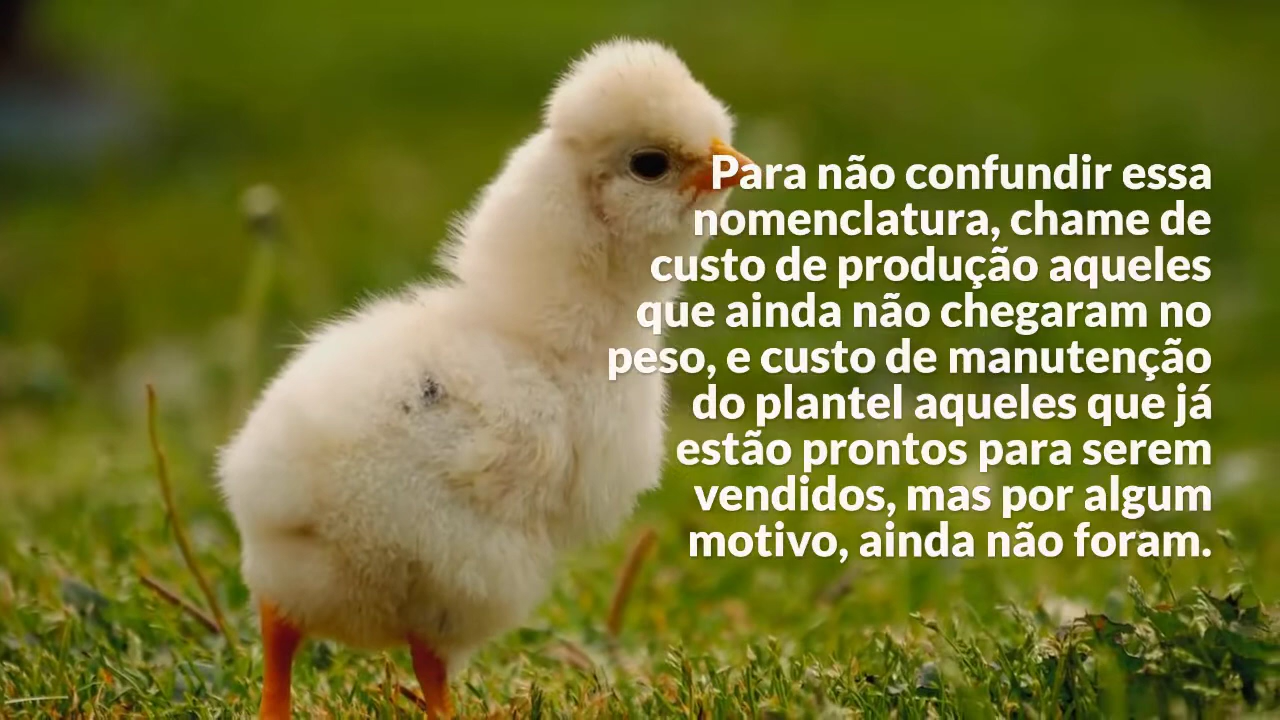 Para não confundir essa
nomenclatura, chame de
custo de produção aqueles
que ainda não chegaram no
peso, e custo de manutenção
do plantel aqueles que já
estão prontos para serem
vendidos, mas por algum
motivo, ainda não foram.